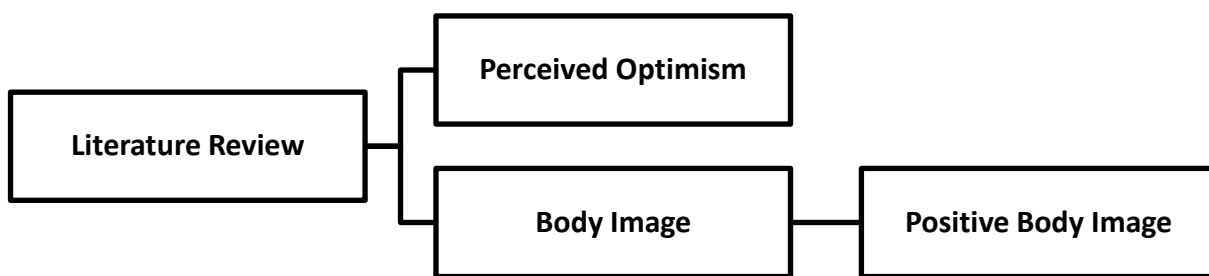 Perceived Optimism
Literature Review
Body Image
Positive Body Image